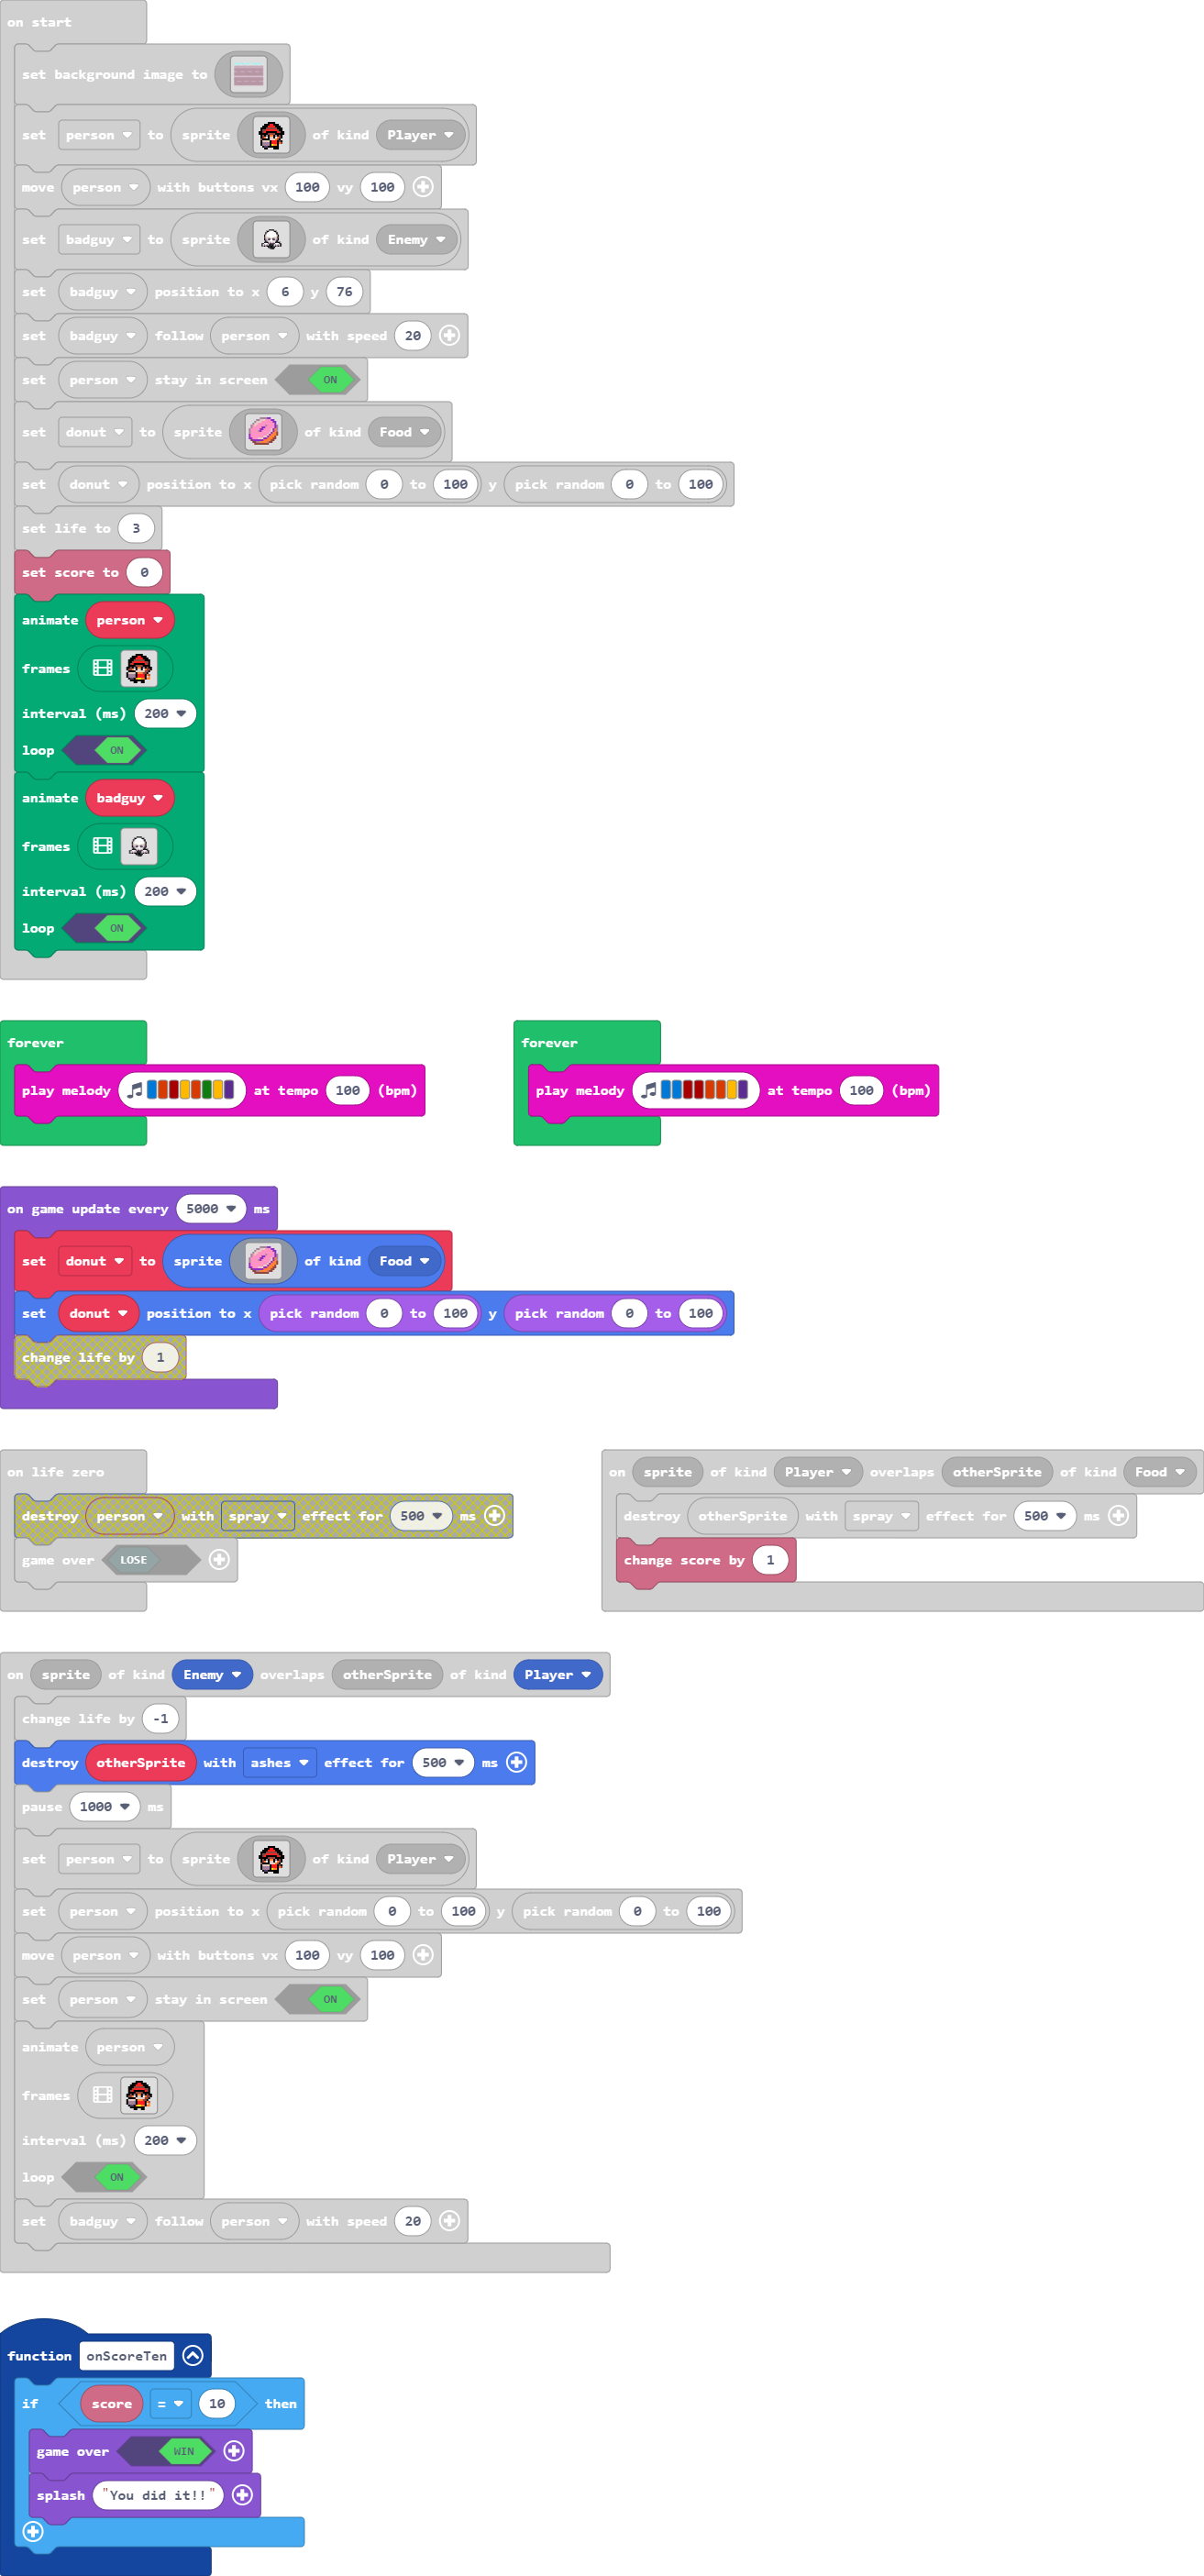 on start
set background image to
set person to sprite of kind Player
move person with buttons vx 100 vy 100
set badguy to sprite of kind Enemy
set badguy position to x 6 y 76
set badguy follow person with speed 20
set person stay in screen ON
set donut to sprite of kind Food
set donut position to x pick random 0 to 100 y pick random 0 to 100
set life to 3
set score to 0
animate person
frames
interval (ms) 200
loop ON
animate badguy
frames
interval (ms) 200
loop ON
forever
play melody at tempo 100 (bpm)
forever
play melody at tempo 100 (bpm)
on game update every 5000 ms
set donut to sprite of kind Food
set donut position to x pick random 0 to 100 y pick random 0 to 100
change life by 1
on life zero
destroy person with spray effect for 500 ms
game over LOSE
on sprite of kind Player overlaps otherSprite of kind Food
destroy otherSprite with spray effect for 500 ms
change score by 1
on sprite of kind Enemy overlaps otherSprite of kind Player
change life by -1
destroy otherSprite with ashes effect for 500 ms
pause 1000 ms
set person to sprite of kind Player
set person position to x pick random 0 to 100 y pick random 0 to 100
move person with buttons vx 100 vy 100
set person stay in screen ON
animate person
frames
interval (ms) 200
loop ON
set badguy follow person with speed 20
function onScoreTen
if score = 10 then
game over WIN
splash "You did it!!"